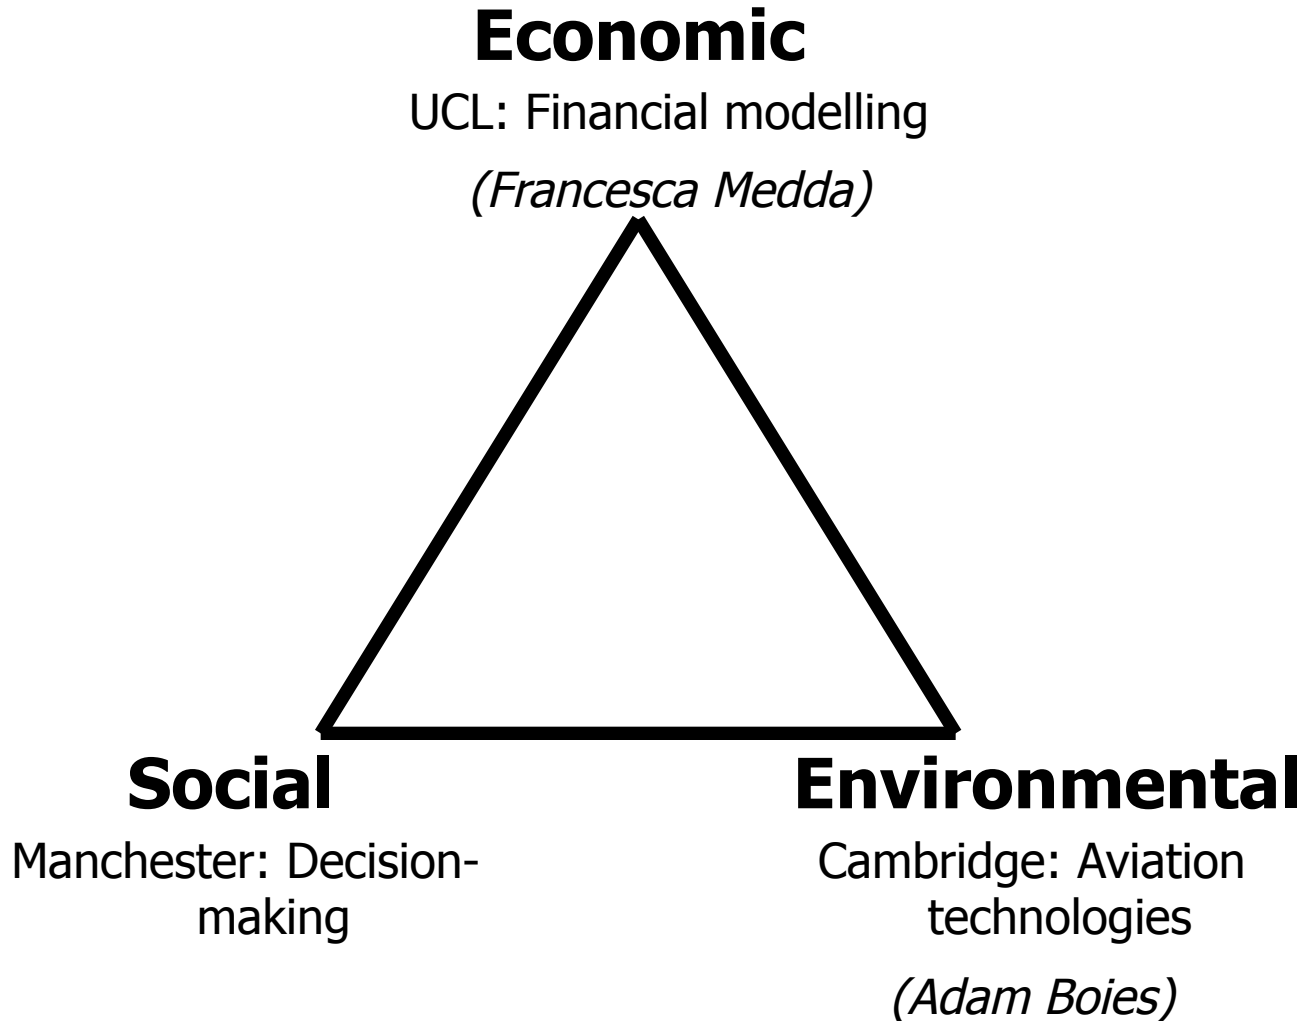 Economic
UCL: Financial modelling
(Francesca Medda)
Social
Manchester: Decision-
making
Environmental
Cambridge: Aviation
technologies
(Adam Boies)